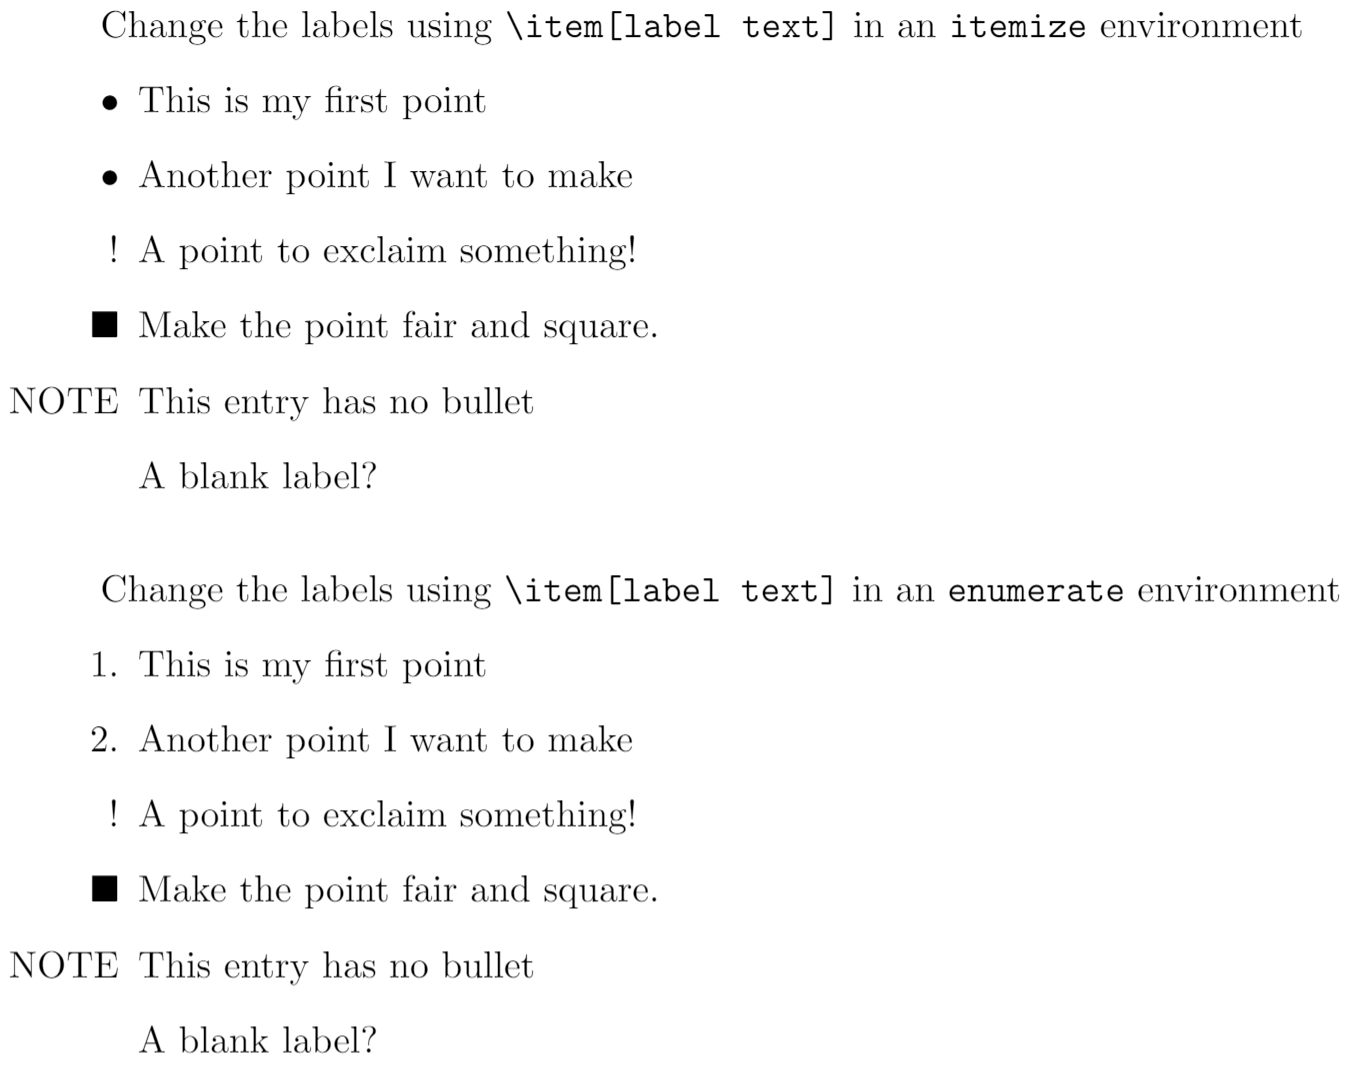 Change the labels using \item[label text] in an itemize environment
• This is my first point
• Another point I want to make
! A point to exclaim something!
■ Make the point fair and square.
NOTE This entry has no bullet
A blank label?
Change the labels using \item[label text] in an enumerate environment
1. This is my first point
2. Another point I want to make
! A point to exclaim something!
■ Make the point fair and square.
NOTE This entry has no bullet
A blank label?